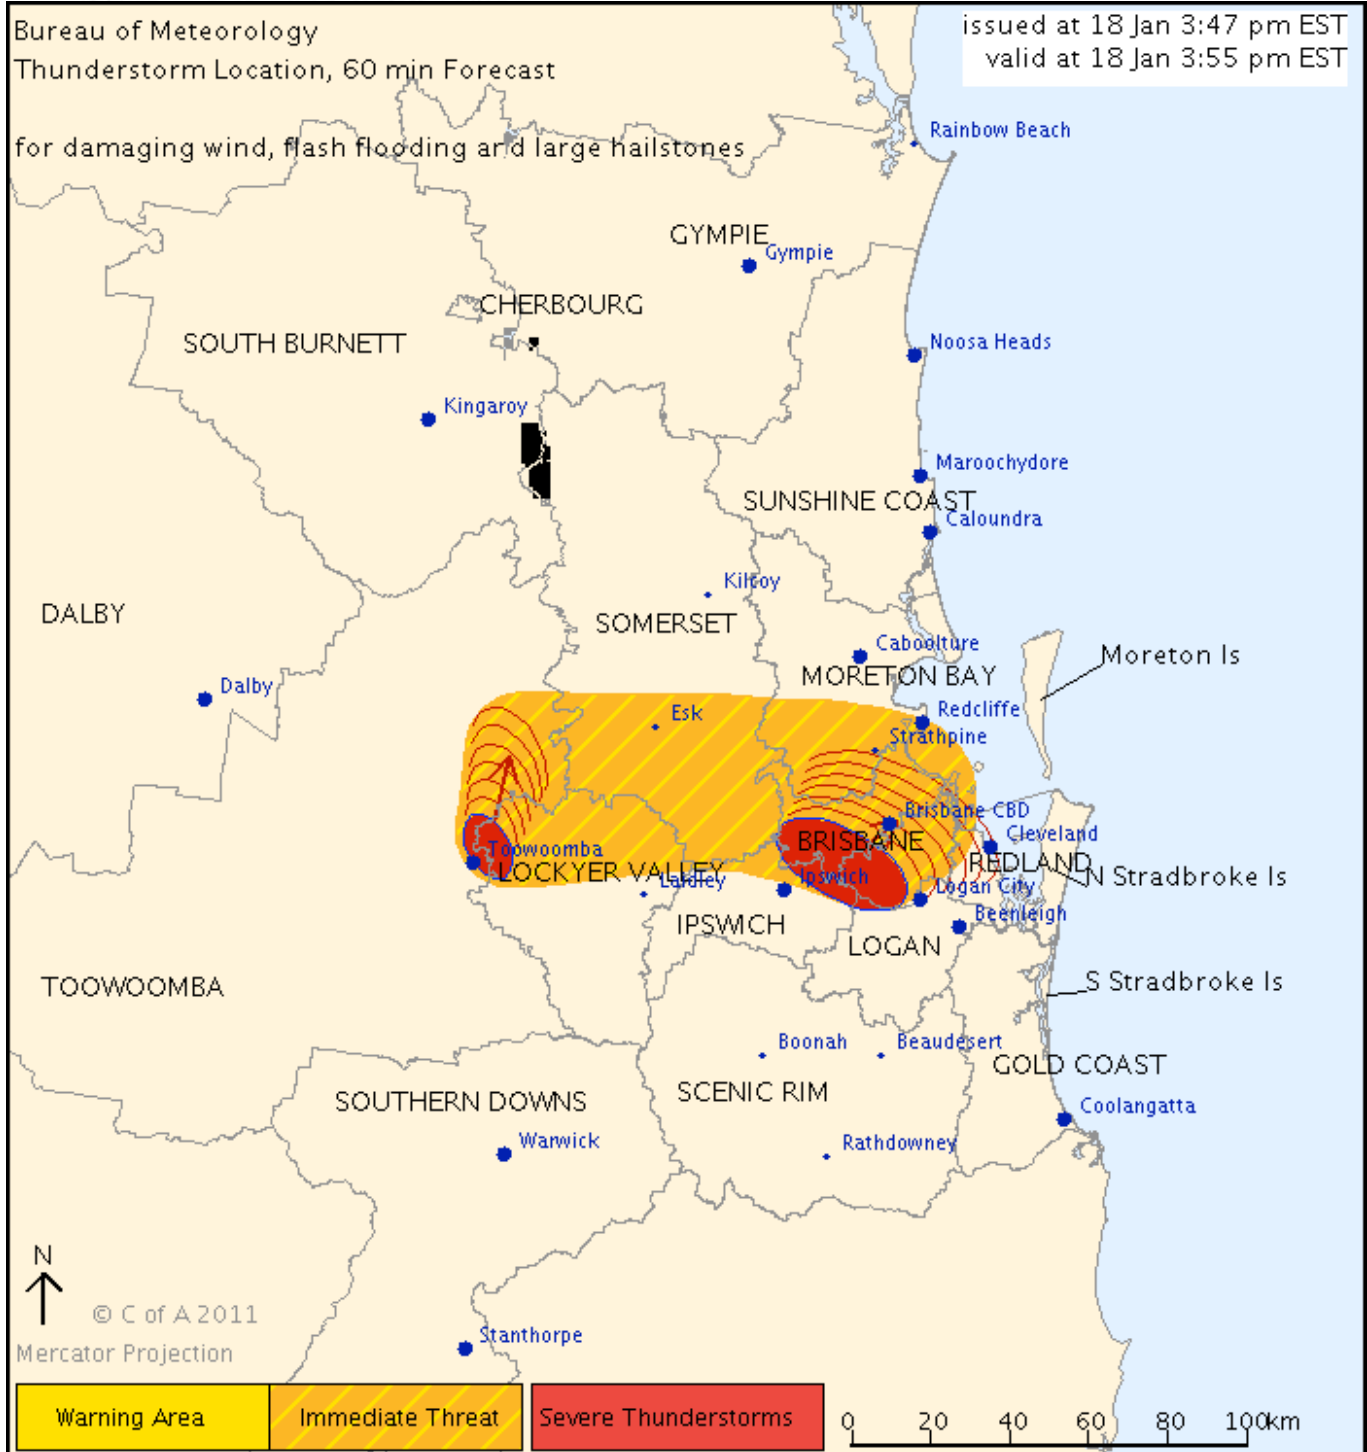 Bureau of Meteorology
Thunderstorm Location, 60 min Forecast
for damaging wind, flash flooding and large hailstones
issued at 18 Jan 3:47 pm EST
valid at 18 Jan 3:55 pm EST
Rainbow Beach
GYMPIE
Gympie
CHERBOURG
SOUTH BURNETT
Noosa Heads
Kingaroy
Maroochydore
SUNSHINE COAST
Caloundra
Kilcoy
DALBY
SOMERSET
Caboolture
Moreton Is
MORETON BAY
Dalby
Esk
Redcliffe
Strathpine
Brisbane CBD
BRISBANE
Cleveland
Toowoomba
LOCKYER VALLEY
REDLAND
N Stradbroke Is
Laidley
Ipswich
Logan City
IPSWICH
Beenleigh
LOGAN
TOOWOOMBA
S Stradbroke Is
Boonah
Beaudesert
GOLD COAST
SCENIC RIM
SOUTHERN DOWNS
Coolangatta
Warwick
Rathdowney
N
© C of A 2011
Stanthorpe
Mercator Projection
Warning Area
Immediate Threat
Severe Thunderstorms
0 20 40 60 80 100km